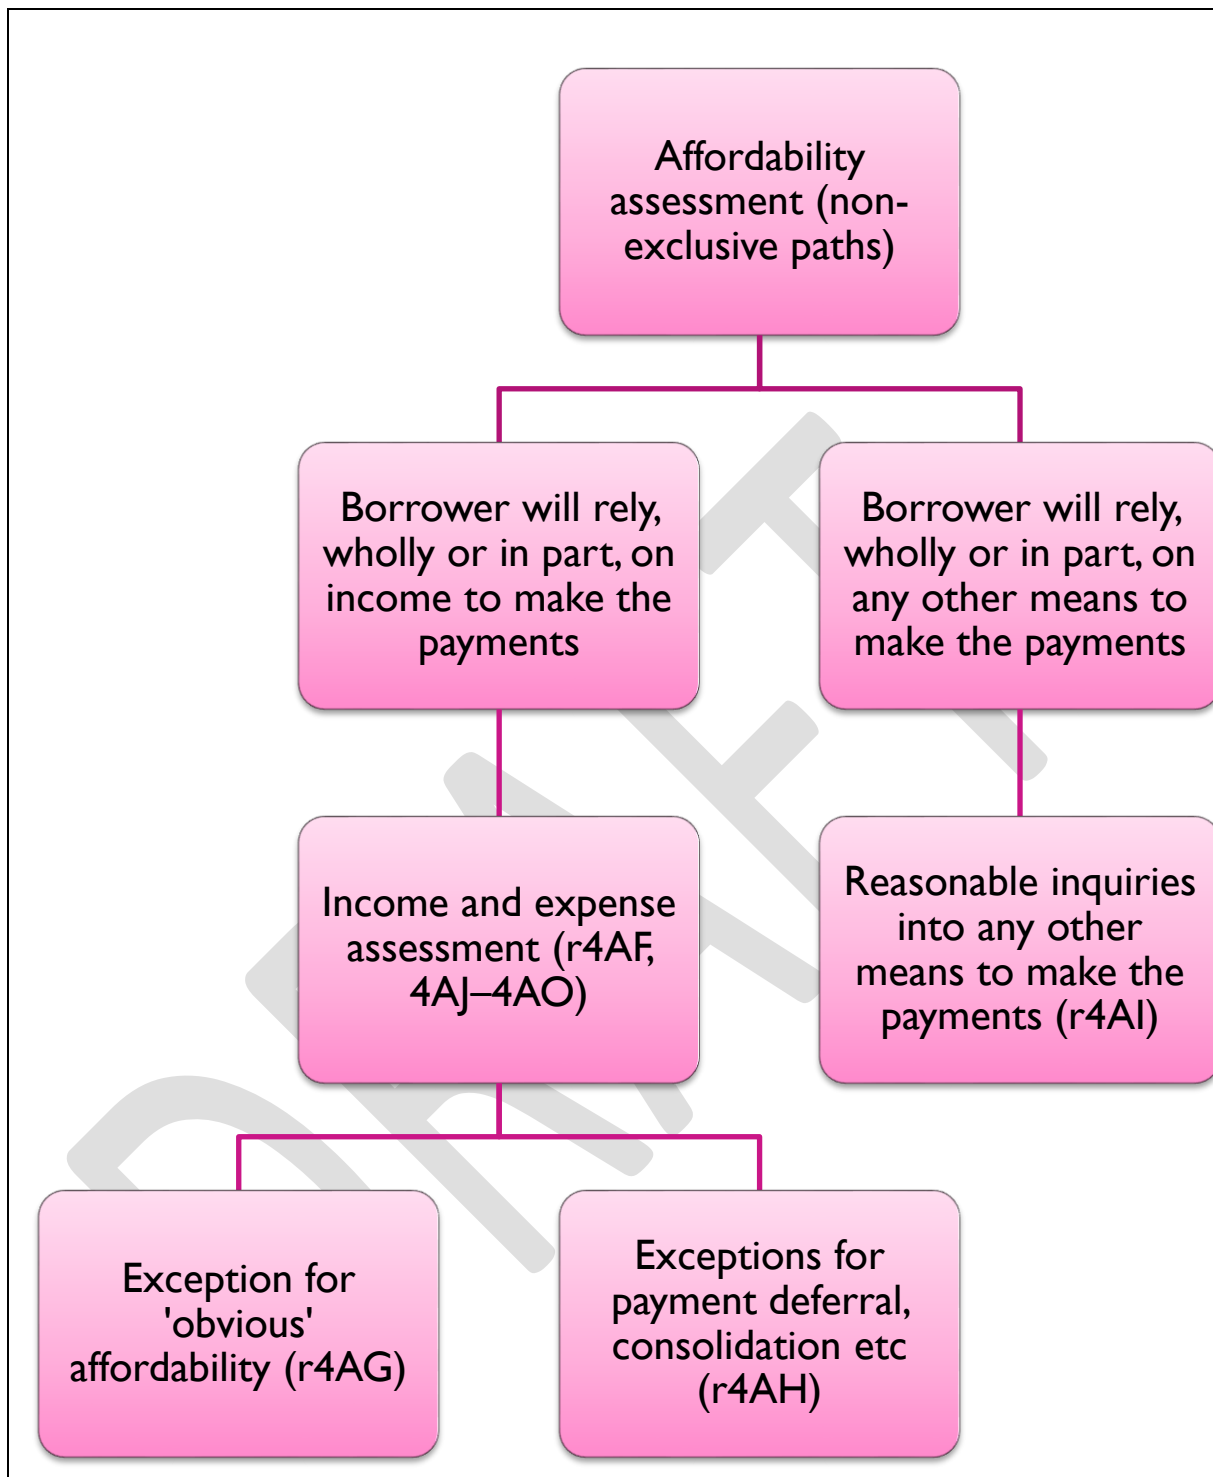 Affordability
assessment (non-
exclusive paths)
Borrower will rely,
wholly or in part, on
income to make the
payments
Borrower will rely,
wholly or in part, on
any other means to
make the payments
Income and expense
assessment (r4AF,
4AJ–4AO)
Reasonable inquiries
into any other
means to make the
payments (r4AI)
Exception for
'obvious'
affordability (r4AG)
Exceptions for
payment deferral,
consolidation etc
(r4AH)
DRAFT